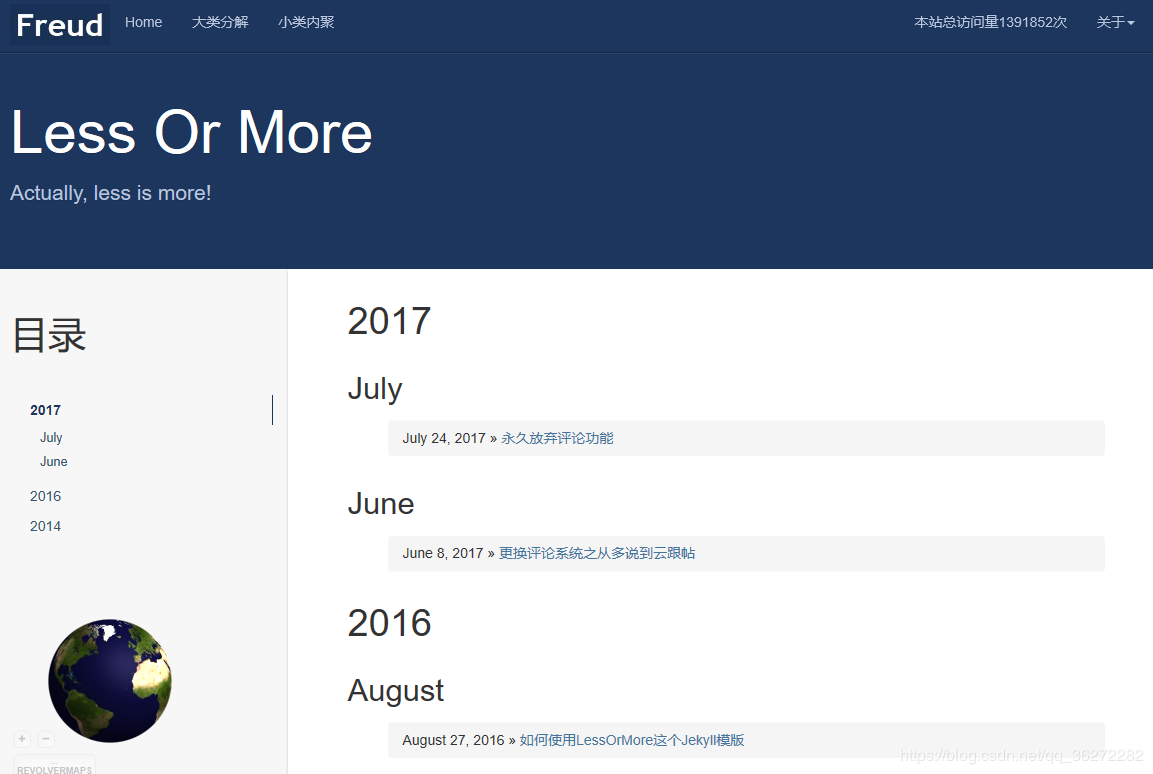 Freud Home 大类分解 小类内聚 本站总访问量1391852次 关于
Less Or More
Actually, less is more!
目录
2017
July
June
2016
2014
+ −
REVOLVERMAPS
2017
July
July 24, 2017 » 永久放弃评论功能
June
June 8, 2017 » 更换评论系统之从多说到云跟帖
2016
August
August 27, 2016 » 如何使用LessOrMore这个Jekyll模版
https://blog.csdn.net/qq_36272282